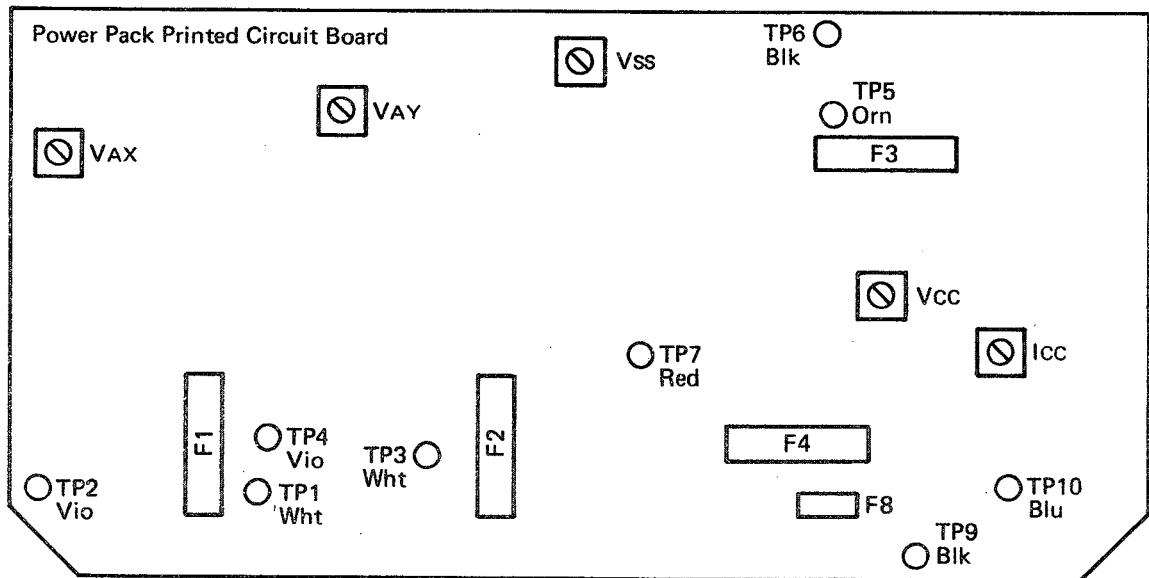 Power Pack Printed Circuit Board
TP6
Blk
VSS
TP5
Orn
VAY
VAX
F3
VCC
ICC
TP7
Red
F1
F2
F4
TP4
Vio
TP3
Wht
TP2
Vio
TP1
Wht
F8
TP10
Blu
TP9
Blk